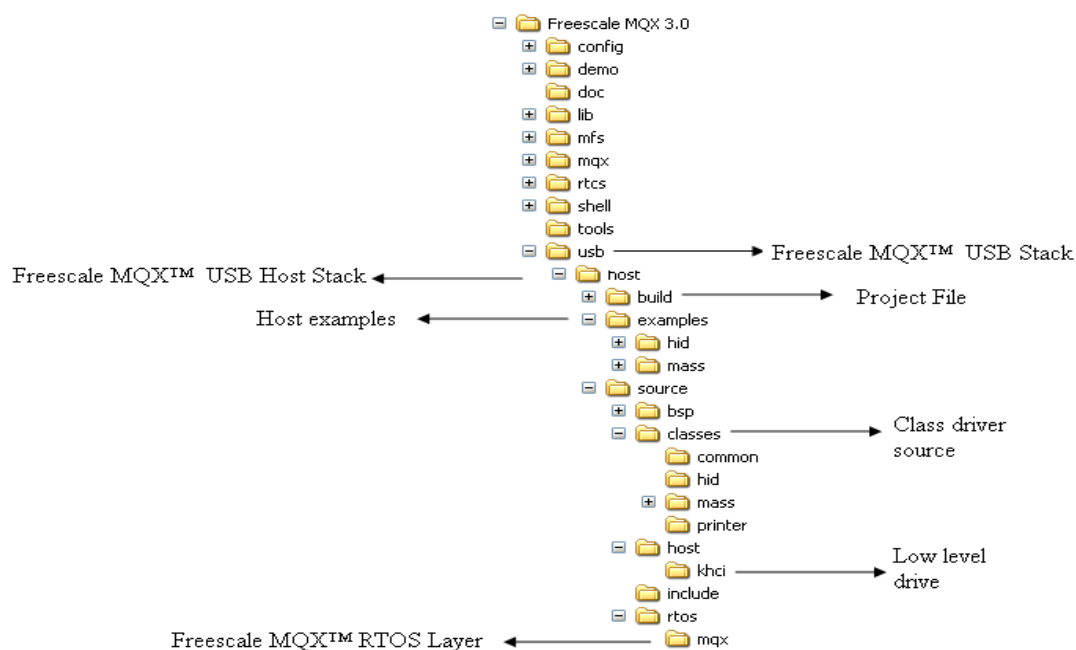 Freescale MQX 3.0
config
demo
doc
lib
mfs
mqx
rtcs
shell
tools
usb
Freescale MQX™ USB Stack
Freescale MQX™ USB Host Stack
host
build
Project File
Host examples
examples
hid
mass
source
bsp
classes
Class driver
source
common
hid
mass
printer
host
khci
Low level
drive
include
rtos
Freescale MQX™ RTOS Layer
mqx